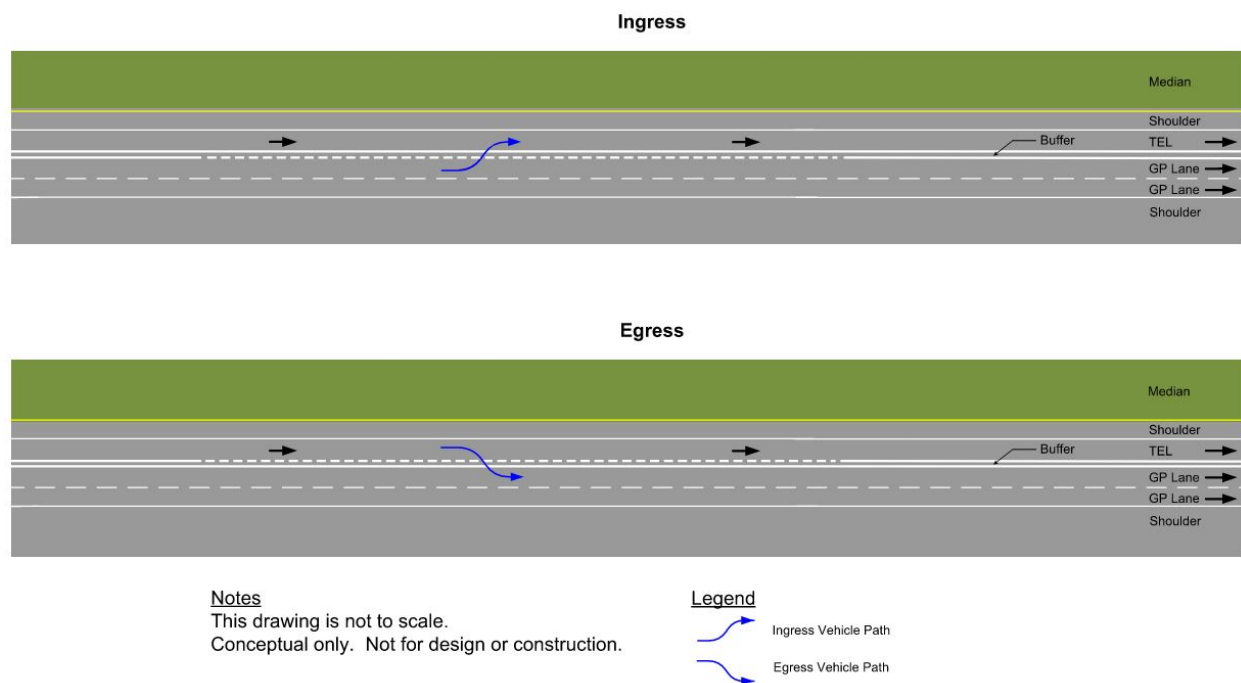 Ingress
Median
Shoulder
Buffer
TEL
GP Lane
GP Lane
Shoulder
Egress
Median
Shoulder
Buffer
TEL
GP Lane
GP Lane
Shoulder
Notes
This drawing is not to scale.
Conceptual only. Not for design or construction.
Legend
Ingress Vehicle Path
Egress Vehicle Path